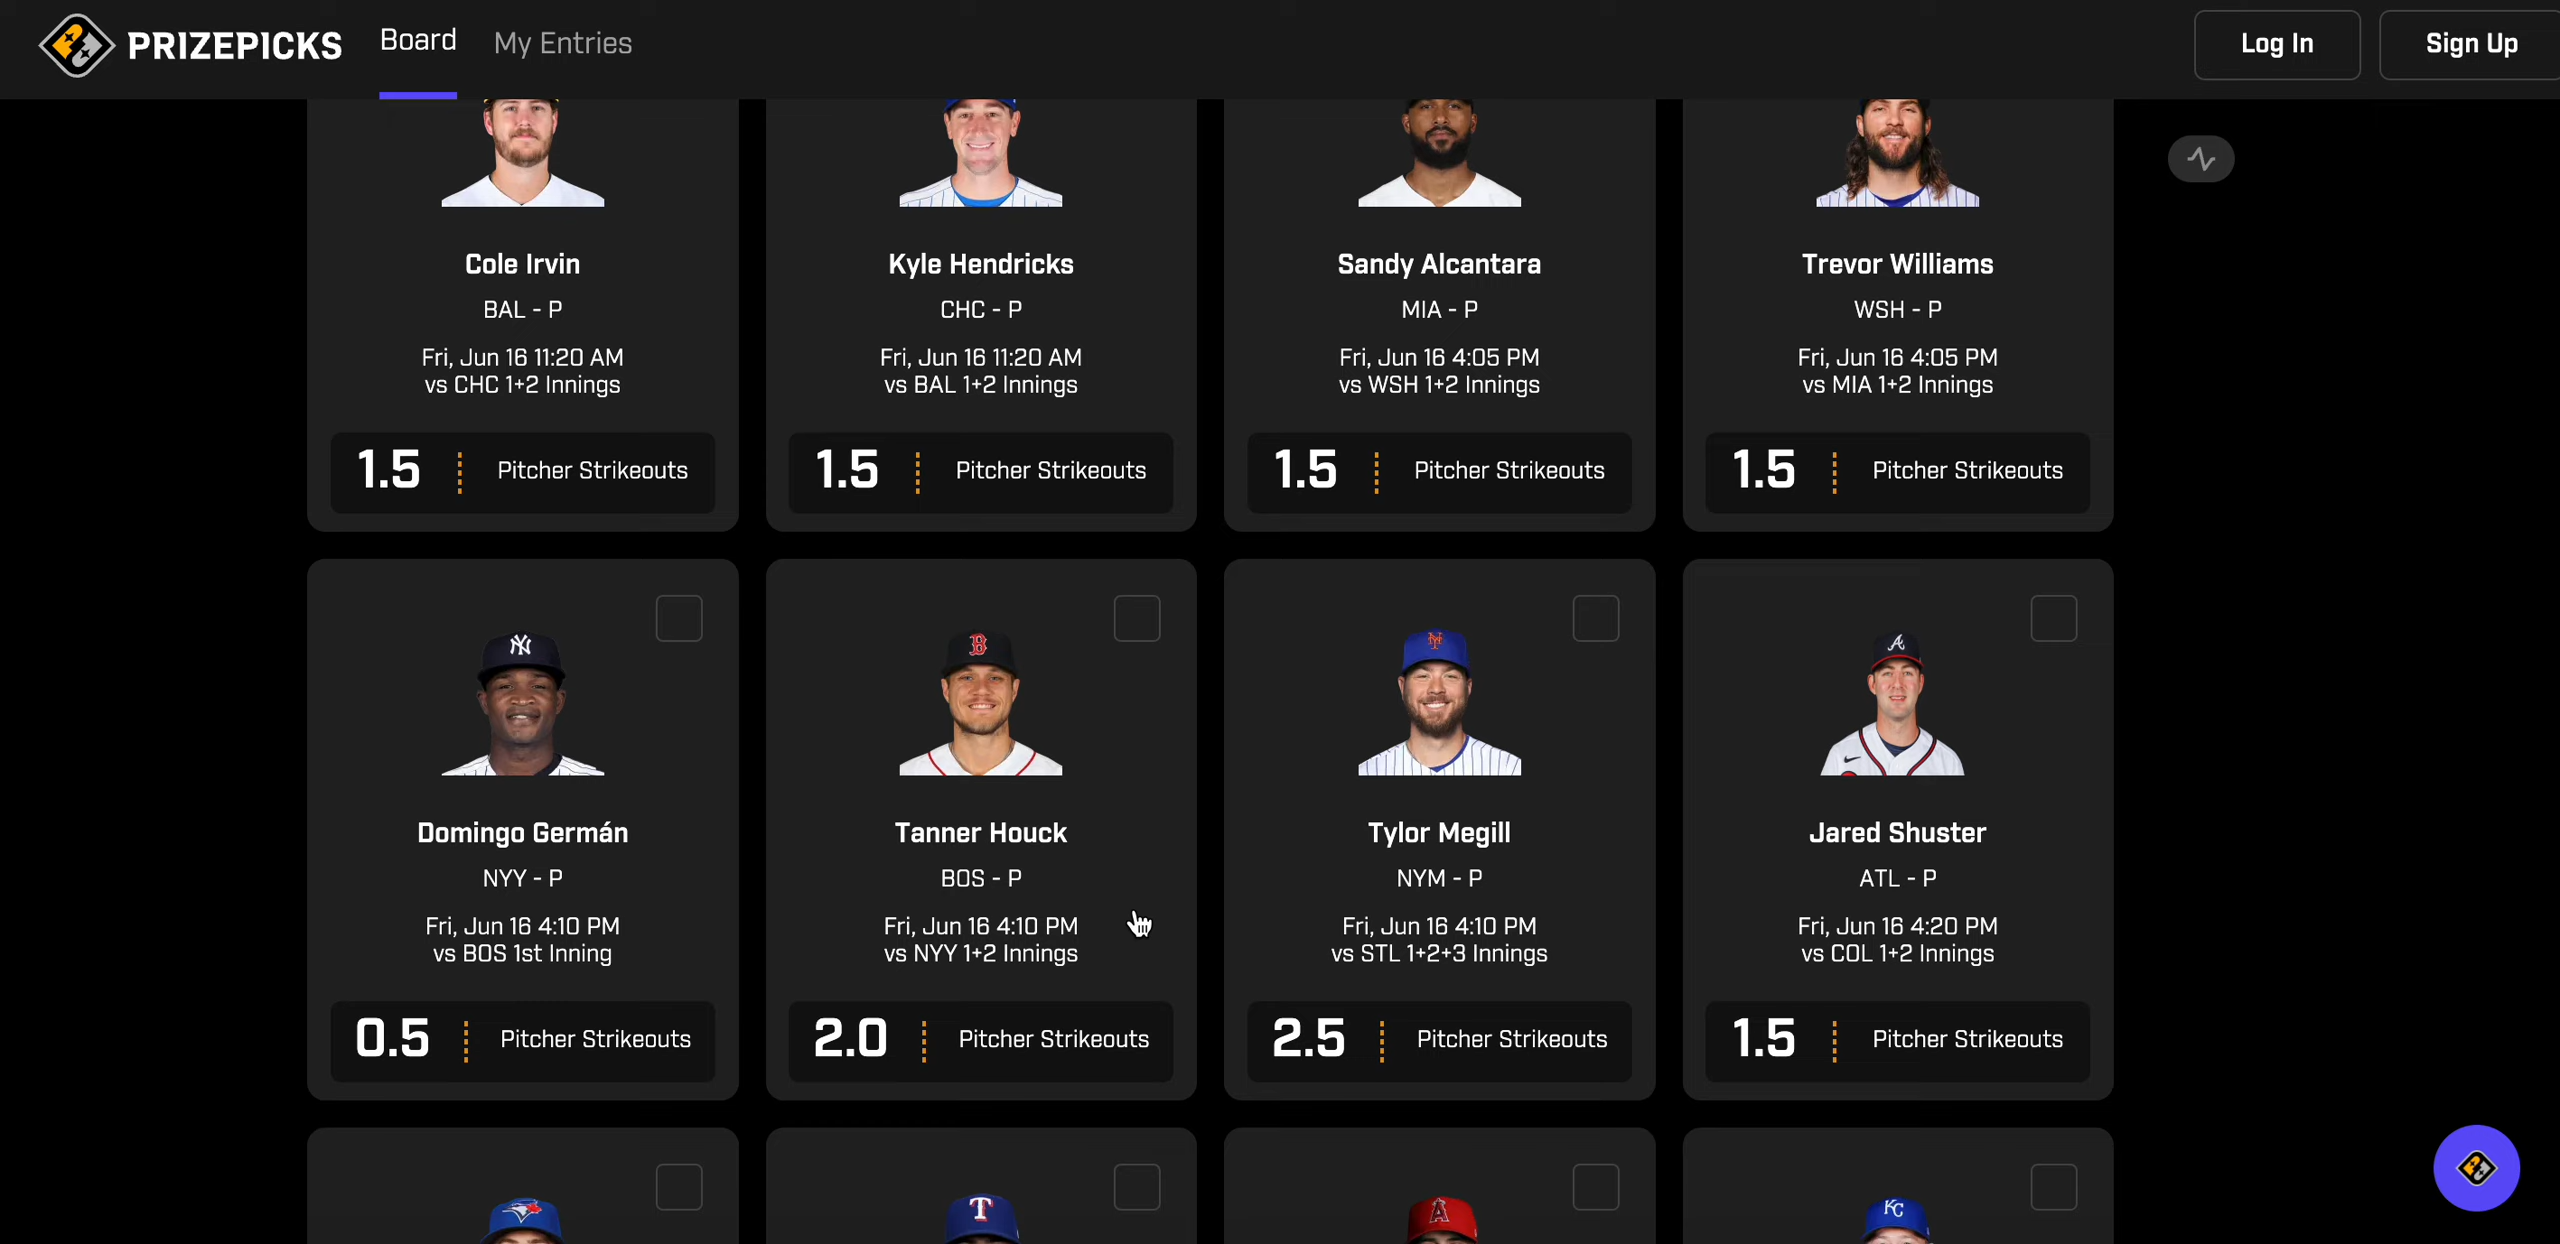 PRIZEPICKS Board My Entries Log In Sign Up
Cole Irvin
BAL - P
Fri, Jun 16 11:20 AM
vs CHC 1+2 Innings
1.5 Pitcher Strikeouts
Kyle Hendricks
CHC - P
Fri, Jun 16 11:20 AM
vs BAL 1+2 Innings
1.5 Pitcher Strikeouts
Sandy Alcantara
MIA - P
Fri, Jun 16 4:05 PM
vs WSH 1+2 Innings
1.5 Pitcher Strikeouts
Trevor Williams
WSH - P
Fri, Jun 16 4:05 PM
vs MIA 1+2 Innings
1.5 Pitcher Strikeouts
NY
Domingo Germán
NYY - P
Fri, Jun 16 4:10 PM
vs BOS 1st Inning
0.5 Pitcher Strikeouts
B
Tanner Houck
BOS - P
Fri, Jun 16 4:10 PM
vs NYY 1+2 Innings
2.0 Pitcher Strikeouts
NY
Tylor Megill
NYM - P
Fri, Jun 16 4:10 PM
vs STL 1+2+3 Innings
2.5 Pitcher Strikeouts
A
Jared Shuster
ATL - P
Fri, Jun 16 4:20 PM
vs COL 1+2 Innings
1.5 Pitcher Strikeouts
T
A
KC